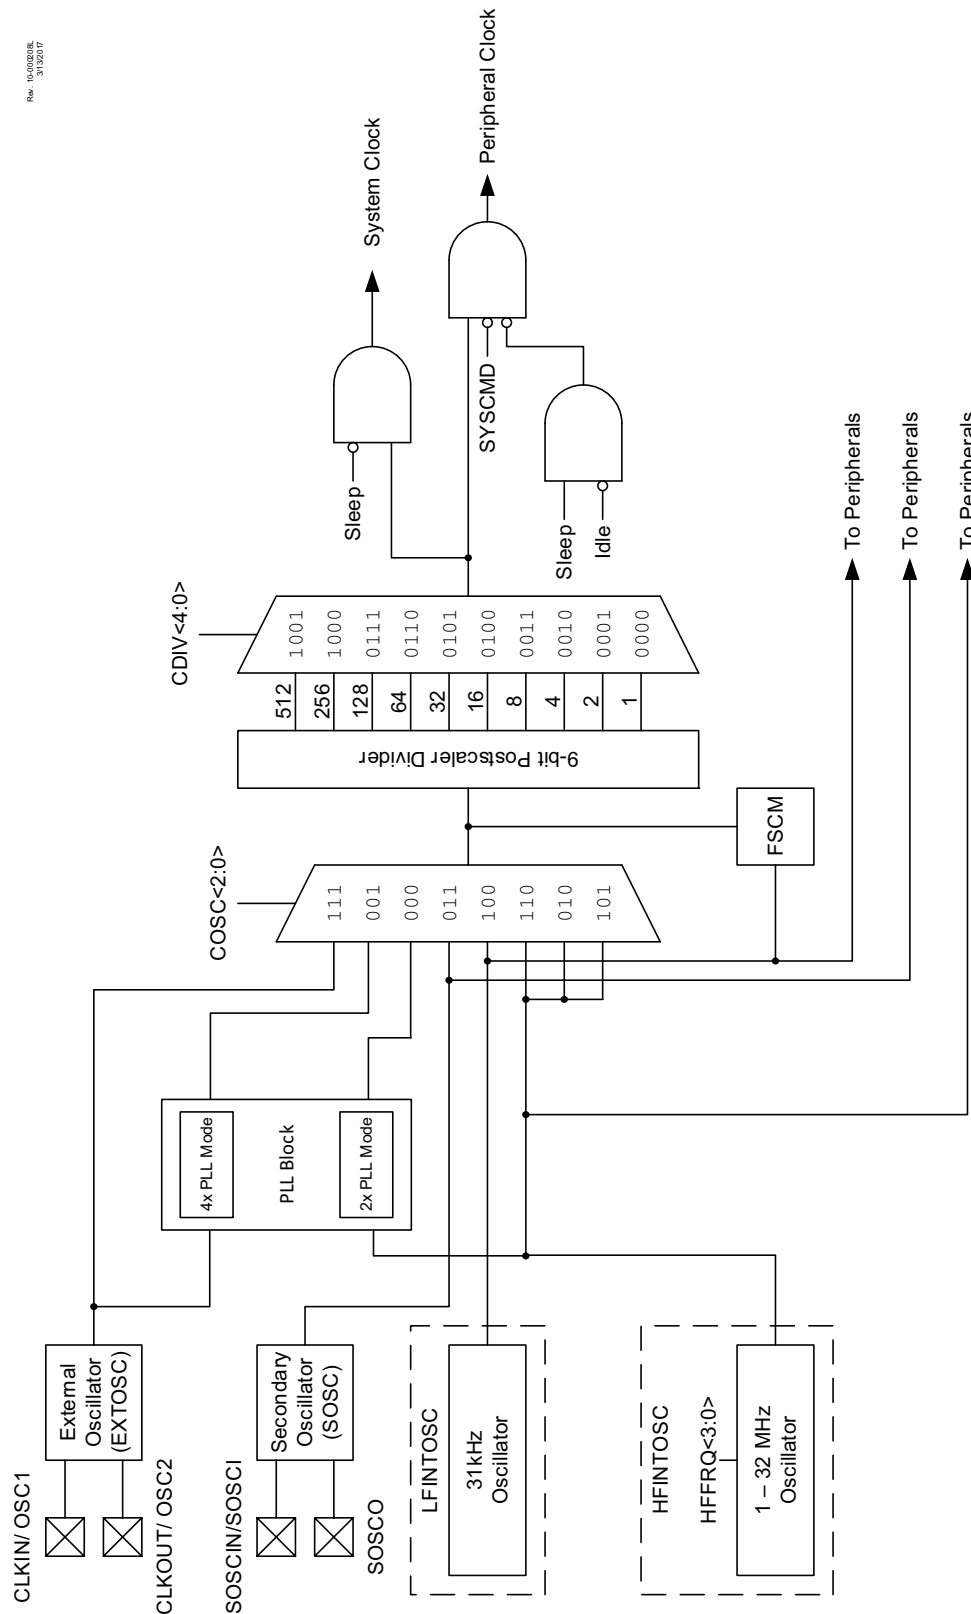 Rev. 10-000208L
3/13/2017
CLKIN/ OSC1
CLKOUT/ OSC2
External
Oscillator
(EXTOSC)
SOSCIN/SOSCI
SOSCO
Secondary
Oscillator
(SOSC)
LFINTOSC
31kHz
Oscillator
HFINTOSC
HFFRQ<3:0>
1 – 32 MHz
Oscillator
4x PLL Mode
PLL Block
2x PLL Mode
COSC<2:0>
111
001
000
011
100
110
010
101
FSCM
9-bit Postscaler Divider
512
256
128
64
32
16
8
4
2
1
CDIV<4:0>
1001
1000
0111
0110
0101
0100
0011
0010
0001
0000
Sleep
System Clock
SYSCMD
Peripheral Clock
Sleep
Idle
To Peripherals
To Peripherals
To Peripherals